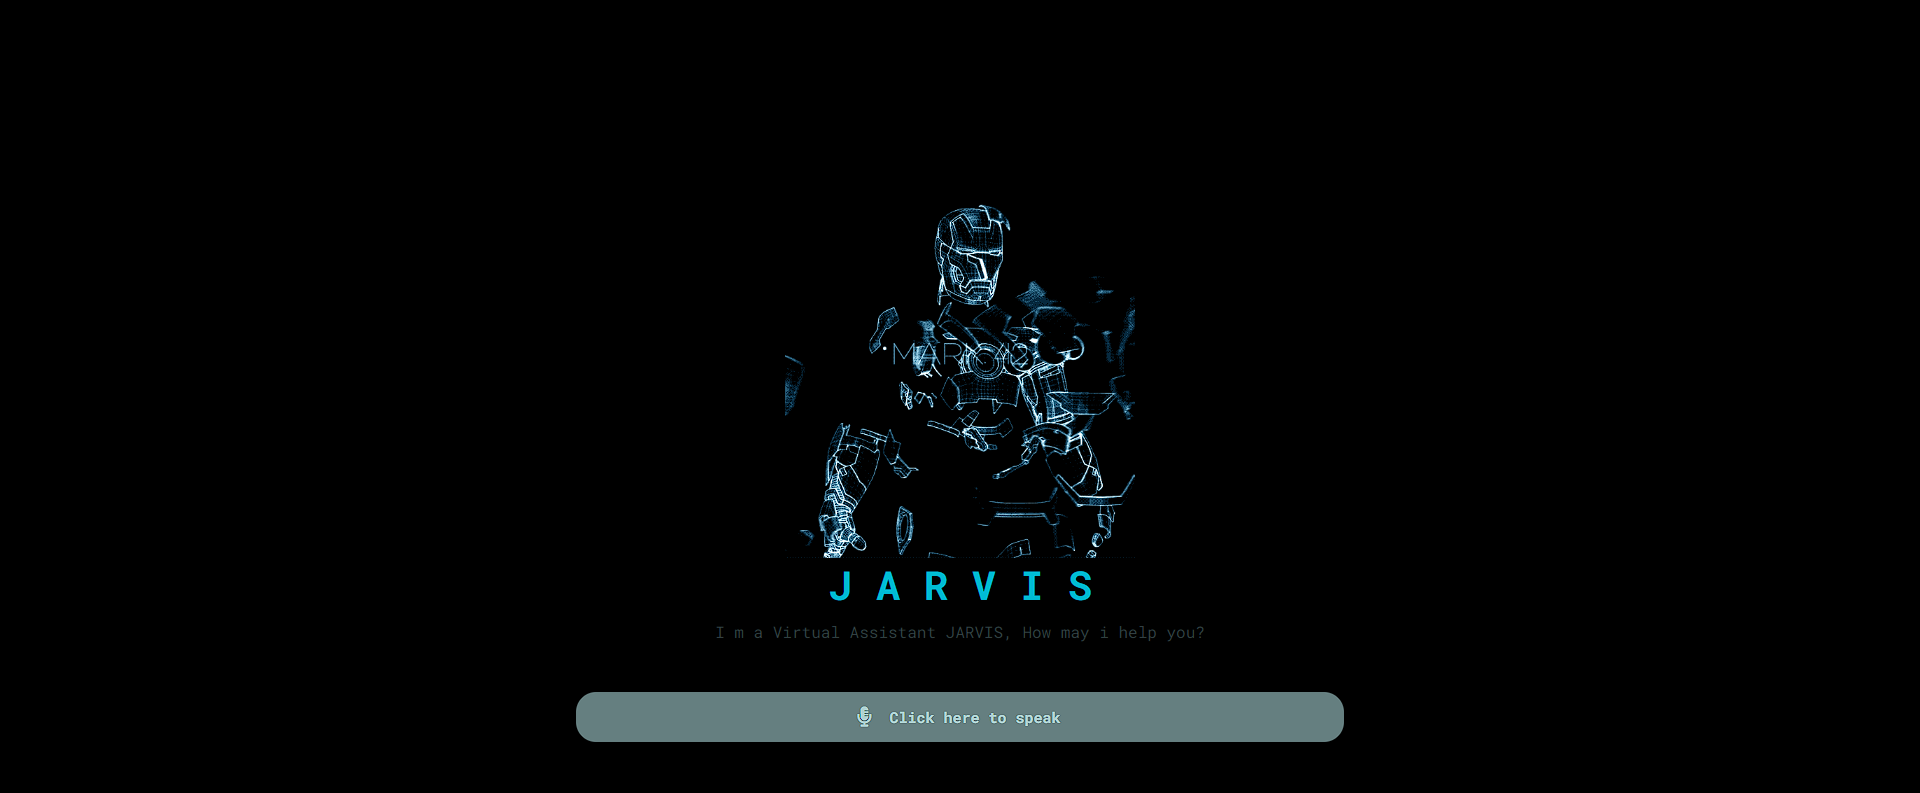 MARK 42
J A R V I S
I m a Virtual Assistant JARVIS, How may i help you?
Click here to speak